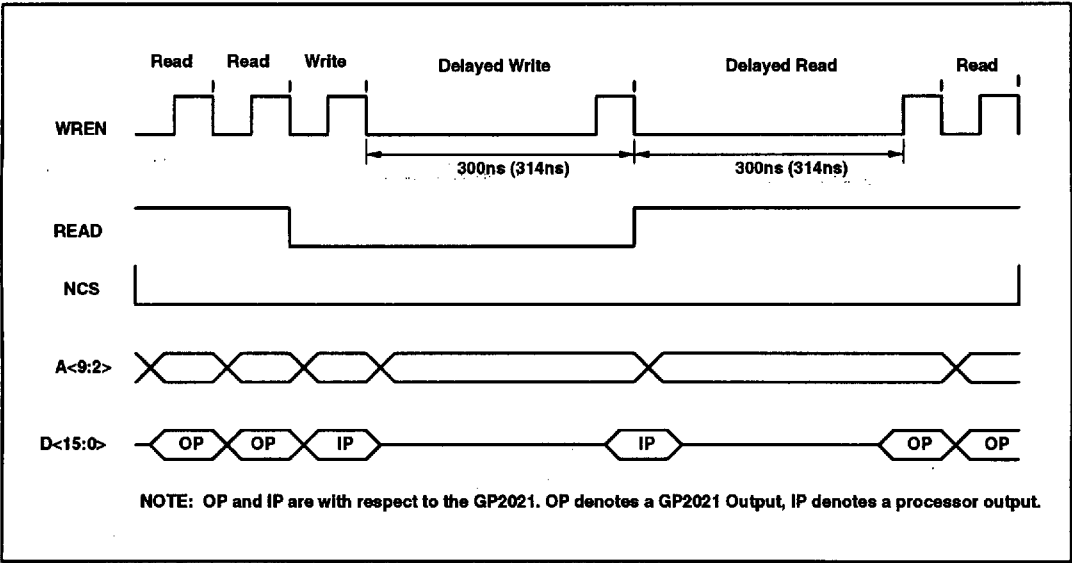 Read Read Write Delayed Write Delayed Read Read
WREN
300ns (314ns) 300ns (314ns)
READ
NCS
A<9:2>
D<15:0> OP OP IP IP OP OP
NOTE: OP and IP are with respect to the GP2021. OP denotes a GP2021 Output, IP denotes a processor output.